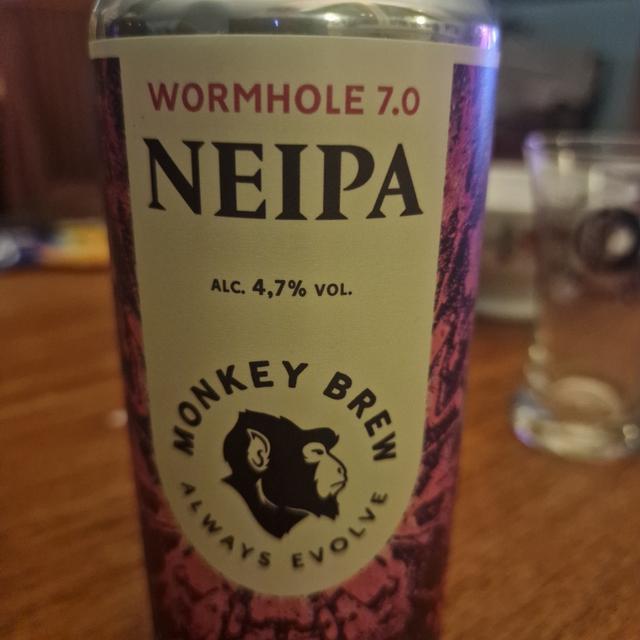 WORMHOLE 7.0
NEIPA
ALC. 4,7% VOL.
MONKEY BREW
ALWAYS EVOLVE